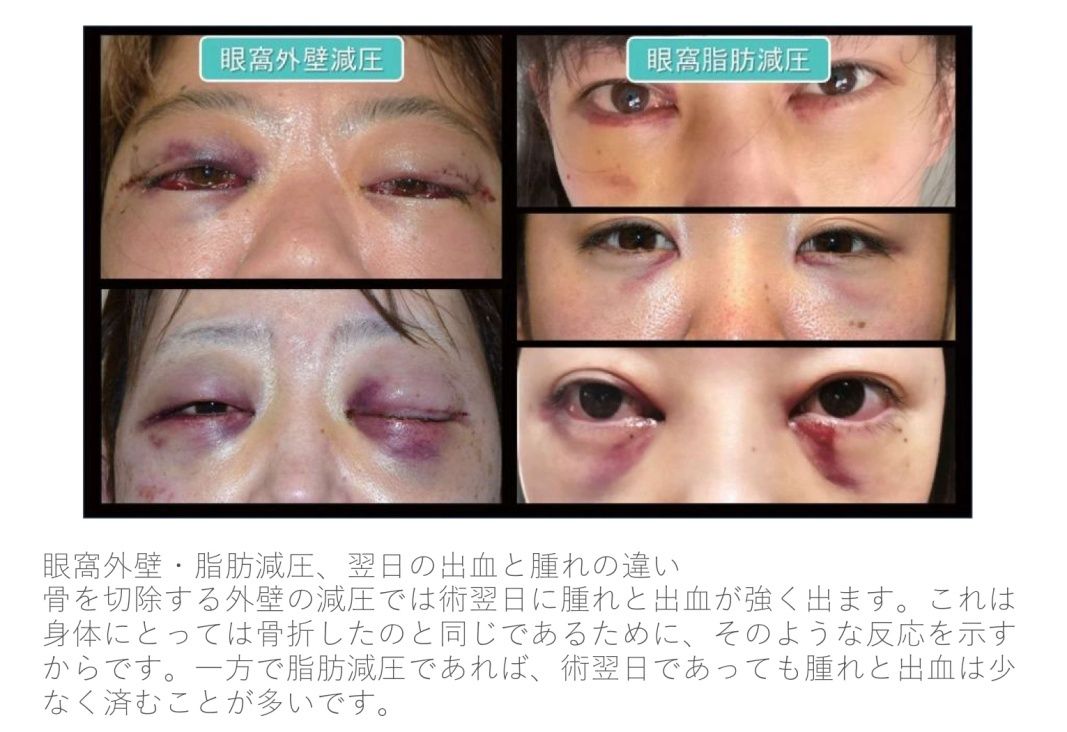 眼窩外壁減圧
眼窩脂肪減圧
眼窩外壁・脂肪減圧、翌日の出血と腫れの違い
骨を切除する外壁の減圧では術翌日に腫れと出血が強く出ます。これは
身体にとっては骨折したのと同じであるために、そのような反応を示す
からです。一方で脂肪減圧であれば、術翌日であっても腫れと出血は少
なく済むことが多いです。